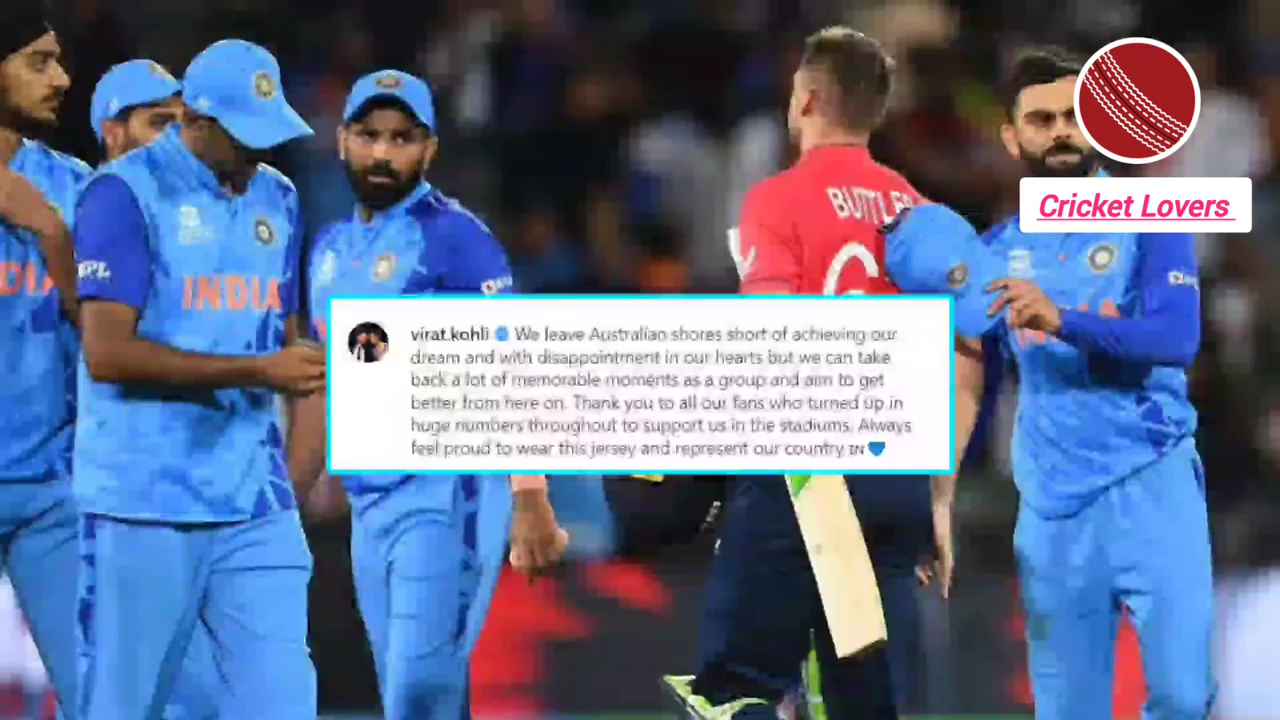 BUTTLE
Cricket Lovers
INDIA
virat.kohli We leave Australian shores short of achieving our
dream and with disappointment in our hearts but we can take
back a lot of memorable moments as a group and aim to get
better from here on. Thank you to all our fans who turned up in
huge numbers throughout to support us in the stadiums. Always
feel proud to wear this jersey and represent our country IN 💙